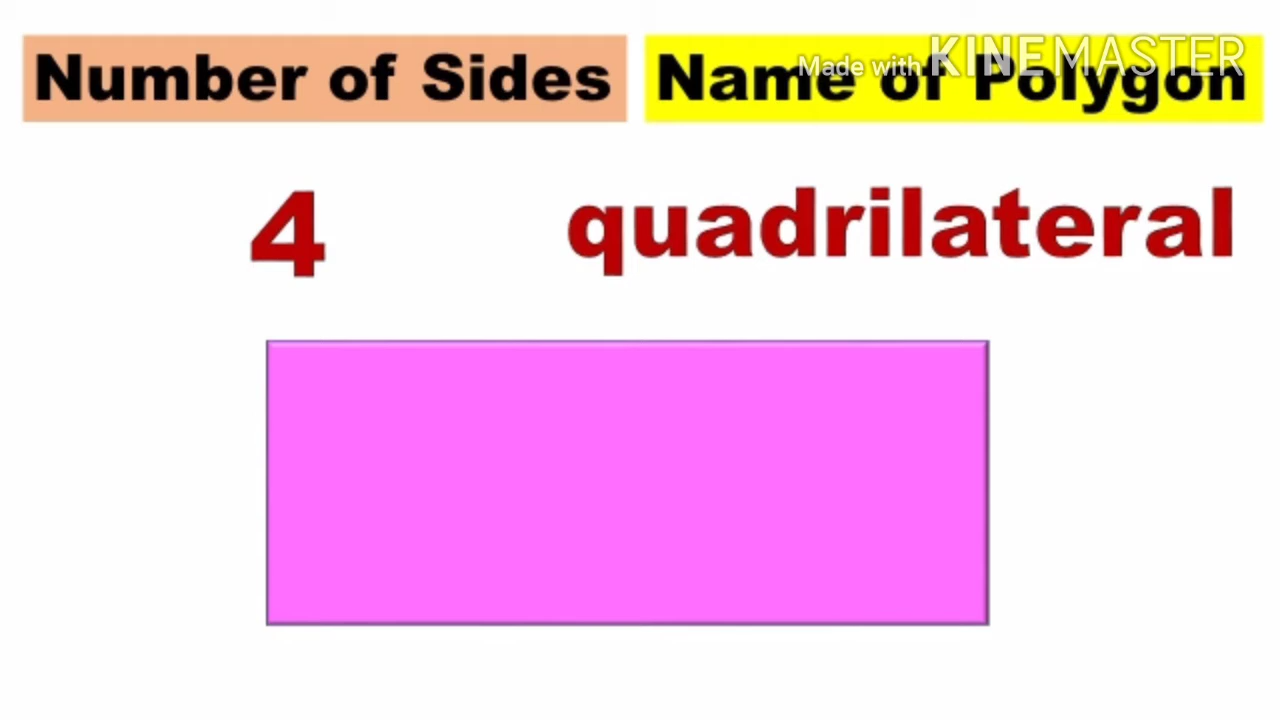 Number of Sides
Name of Polygon
Made with KINEMASTER
4
quadrilateral